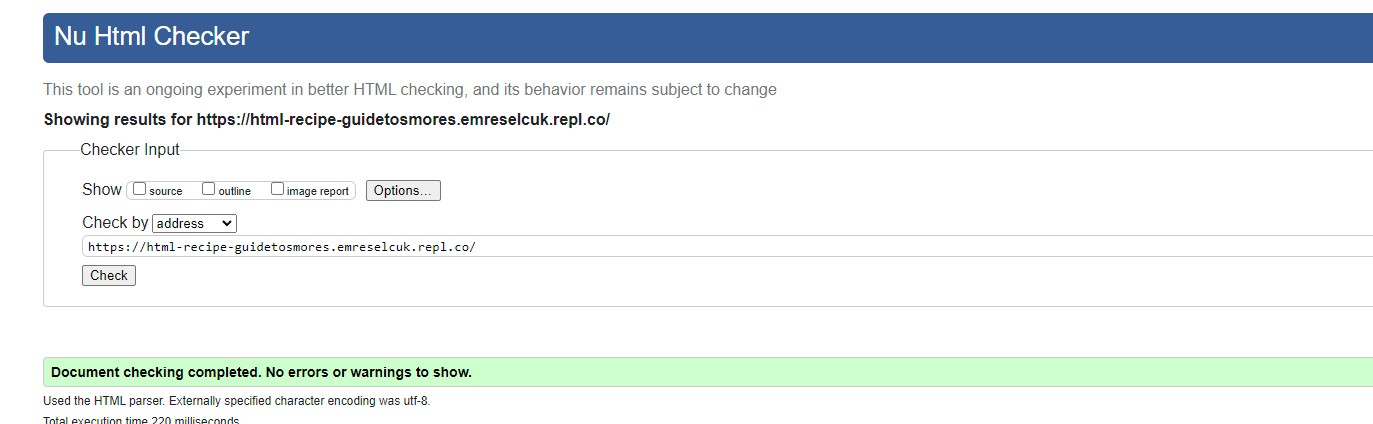 Nu Html Checker
This tool is an ongoing experiment in better HTML checking, and its behavior remains subject to change
Showing results for https://html-recipe-guidetosmores.emreselcuk.repl.co/
Checker Input
Show source outline image report Options...
Check by address
https://html-recipe-guidetosmores.emreselcuk.repl.co/
Check
Document checking completed. No errors or warnings to show.
Used the HTML parser. Externally specified character encoding was utf-8.
Total execution time 220 milliseconds.